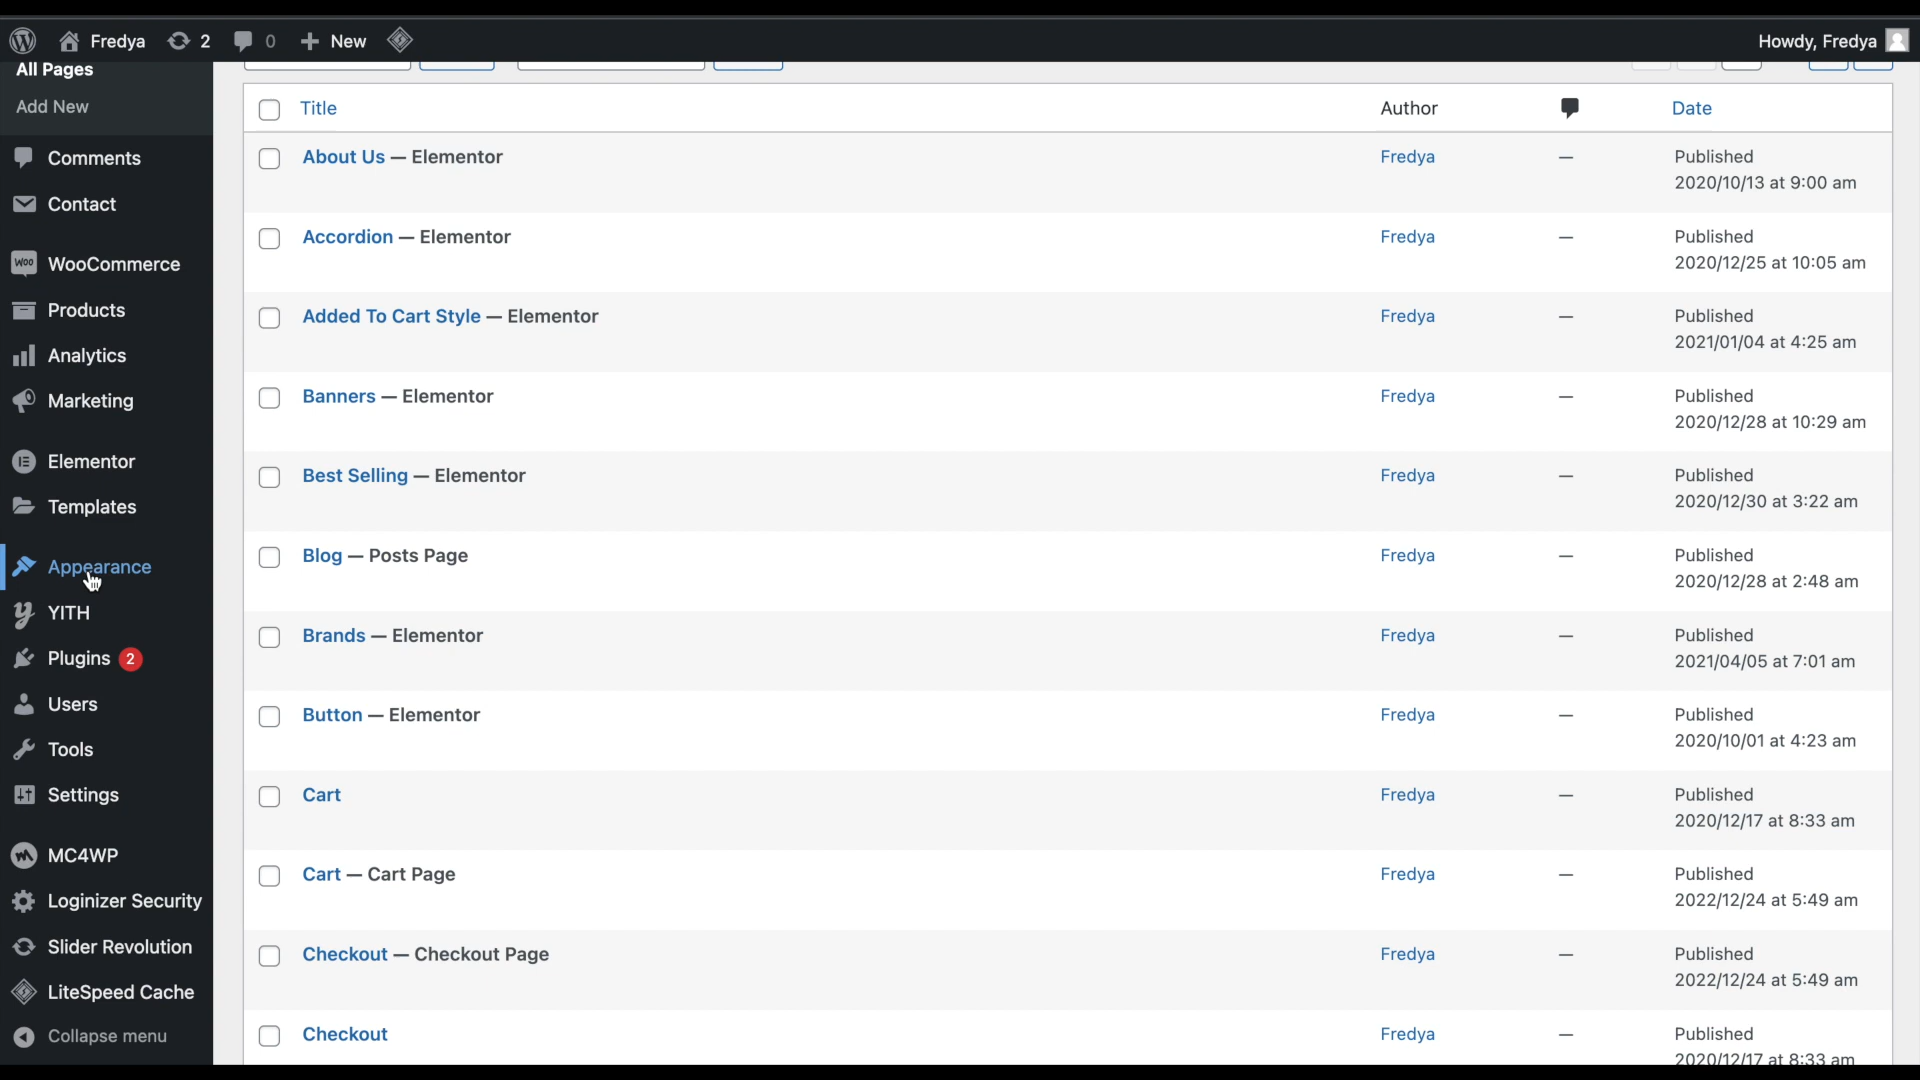 Fredya 2 0 New Howdy, Fredya
All Pages
Add New
Comments
Contact
WooCommerce
Products
Analytics
Marketing
Elementor
Templates
Appearance
YITH
Plugins 2
Users
Tools
Settings
MC4WP
Loginizer Security
Slider Revolution
LiteSpeed Cache
Collapse menu
Title Author Date
About Us — Elementor Fredya — Published
2020/10/13 at 9:00 am
Accordion — Elementor Fredya — Published
2020/12/25 at 10:05 am
Added To Cart Style — Elementor Fredya — Published
2021/01/04 at 4:25 am
Banners — Elementor Fredya — Published
2020/12/28 at 10:29 am
Best Selling — Elementor Fredya — Published
2020/12/30 at 3:22 am
Blog — Posts Page Fredya — Published
2020/12/28 at 2:48 am
Brands — Elementor Fredya — Published
2021/04/05 at 7:01 am
Button — Elementor Fredya — Published
2020/10/01 at 4:23 am
Cart Fredya — Published
2020/12/17 at 8:33 am
Cart — Cart Page Fredya — Published
2022/12/24 at 5:49 am
Checkout — Checkout Page Fredya — Published
2022/12/24 at 5:49 am
Checkout Fredya — Published
2020/12/17 at 8:33 am